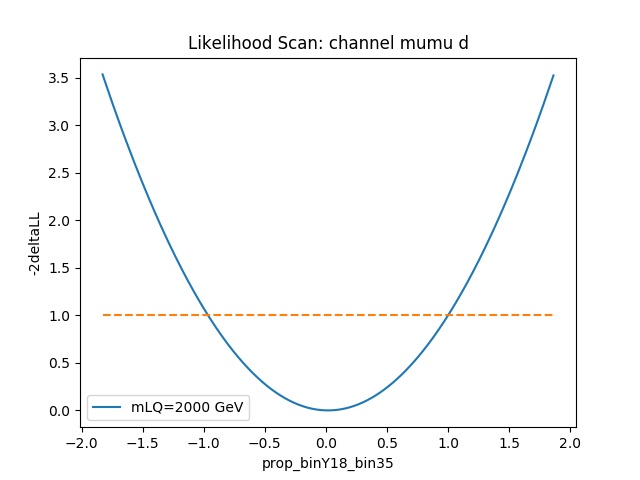 Likelihood Scan: channel mumu d
-2deltaLL
3.5
3.0
2.5
2.0
1.5
1.0
0.5
0.0
mLQ=2000 GeV
−2.0 −1.5 −1.0 −0.5 0.0 0.5 1.0 1.5 2.0
prop_binY18_bin35